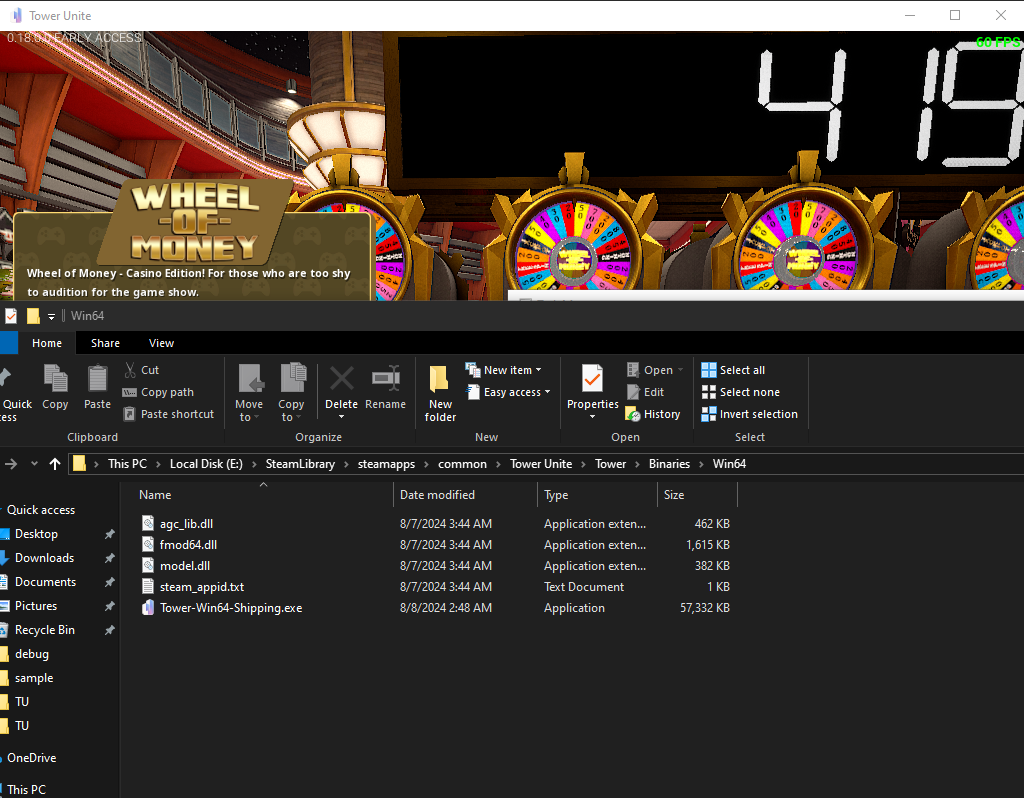 Tower Unite
0.18.0.0 EARLY ACCESS
60 FPS
419
WHEEL
-OF-
MONEY
Wheel of Money - Casino Edition! For those who are too shy
to audition for the game show.
Win64
Home Share View
Quick
Copy
Paste
Cut
Copy path
Paste shortcut
Move
to
Copy
to
Delete
Rename
New
folder
New item
Easy access
Properties
Open
Edit
History
Select all
Select none
Invert selection
Clipboard Organize New Open Select
This PC > Local Disk (E:) > SteamLibrary > steamapps > common > Tower Unite > Tower > Binaries > Win64
Name Date modified Type Size
agc_lib.dll 8/7/2024 3:44 AM Application exten... 462 KB
fmod64.dll 8/7/2024 3:44 AM Application exten... 1,615 KB
model.dll 8/7/2024 3:44 AM Application exten... 382 KB
steam_appid.txt 8/7/2024 3:44 AM Text Document 1 KB
Tower-Win64-Shipping.exe 8/8/2024 2:48 AM Application 57,332 KB
Quick access
Desktop
Downloads
Documents
Pictures
Recycle Bin
debug
sample
TU
TU
OneDrive
This PC